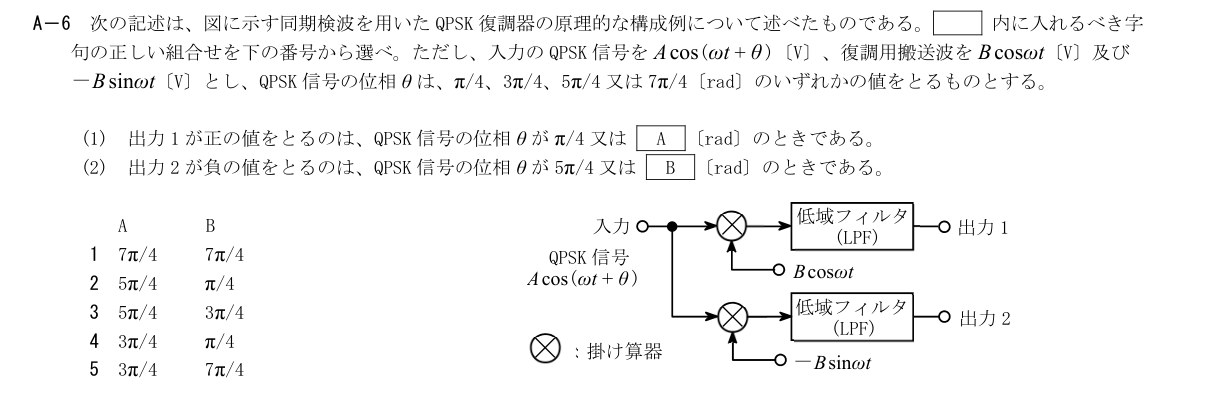 A－6 次の記述は、図に示す同期検波を用いた QPSK 復調器の原理的な構成例について述べたものである。 内に入れるべき字
句の正しい組合せを下の番号から選べ。ただし、入力の QPSK 信号を A cos(ωt＋θ)〔V〕、復調用搬送波を B cosωt〔V〕及び
－B sinωt〔V〕とし、QPSK 信号の位相 θ は、π/4、3π/4、5π/4 又は 7π/4〔rad〕のいずれかの値をとるものとする。
(1) 出力 1 が正の値をとるのは、QPSK 信号の位相 θ が π/4 又は A 〔rad〕のときである。
(2) 出力 2 が負の値をとるのは、QPSK 信号の位相 θ が 5π/4 又は B 〔rad〕のときである。
A B
1 7π/4 7π/4
2 5π/4 π/4
3 5π/4 3π/4
4 3π/4 π/4
5 3π/4 7π/4
入力
QPSK 信号
A cos(ωt＋θ)
低域フィルタ
(LPF)
出力 1
B cosωt
低域フィルタ
(LPF)
出力 2
－B sinωt
：掛け算器